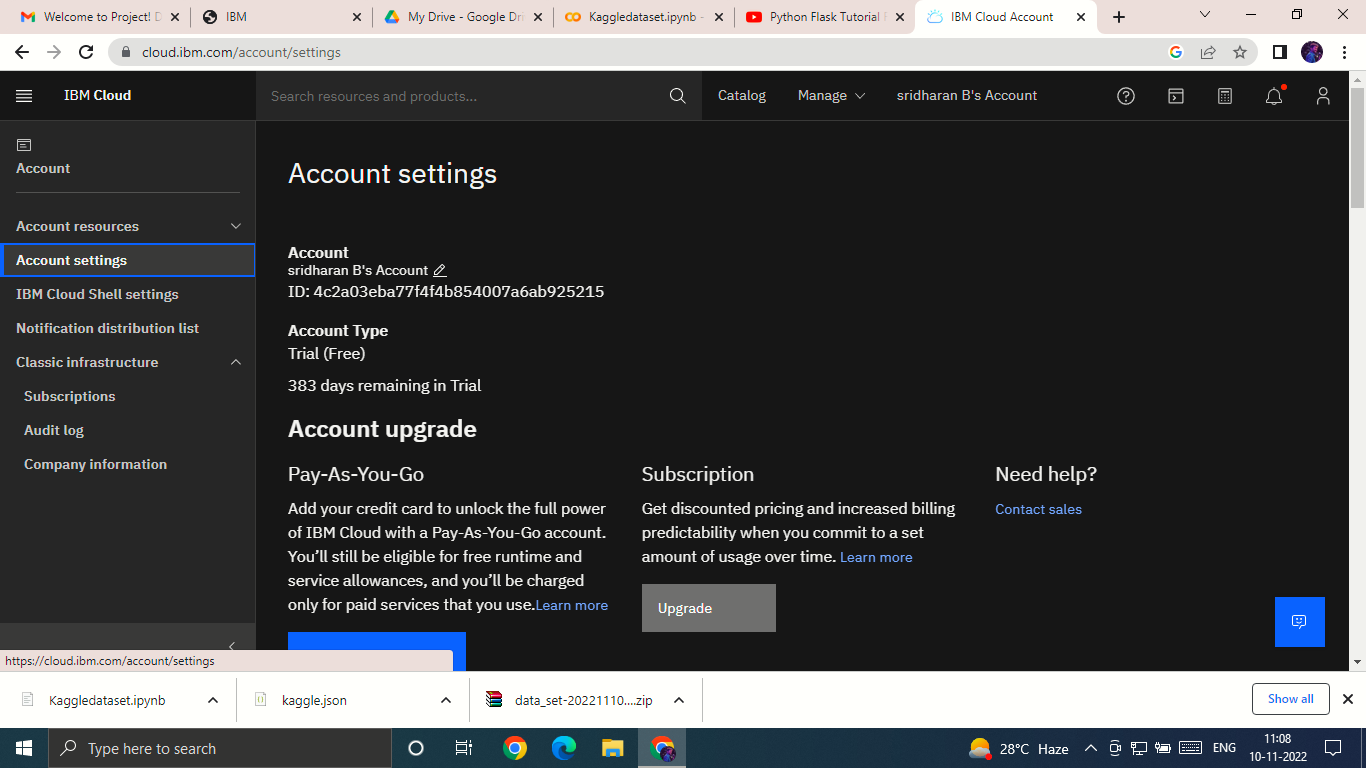 Welcome to Project! D
IBM
My Drive - Google Dri
Kaggledataset.ipynb -
Python Flask Tutorial F
IBM Cloud Account
cloud.ibm.com/account/settings
IBM Cloud
Search resources and products...
Catalog
Manage
sridharan B's Account
Account
Account resources
Account settings
IBM Cloud Shell settings
Notification distribution list
Classic infrastructure
Subscriptions
Audit log
Company information
Account settings
Account
sridharan B's Account
ID: 4c2a03eba77f4f4b854007a6ab925215
Account Type
Trial (Free)
383 days remaining in Trial
Account upgrade
Pay-As-You-Go
Add your credit card to unlock the full power
of IBM Cloud with a Pay-As-You-Go account.
You’ll still be eligible for free runtime and
service allowances, and you’ll be charged
only for paid services that you use.Learn more
Subscription
Get discounted pricing and increased billing
predictability when you commit to a set
amount of usage over time. Learn more
Upgrade
Need help?
Contact sales
https://cloud.ibm.com/account/settings
Kaggledataset.ipynb
kaggle.json
data_set-20221110....zip
Show all
Type here to search
28°C Haze
ENG
11:08
10-11-2022